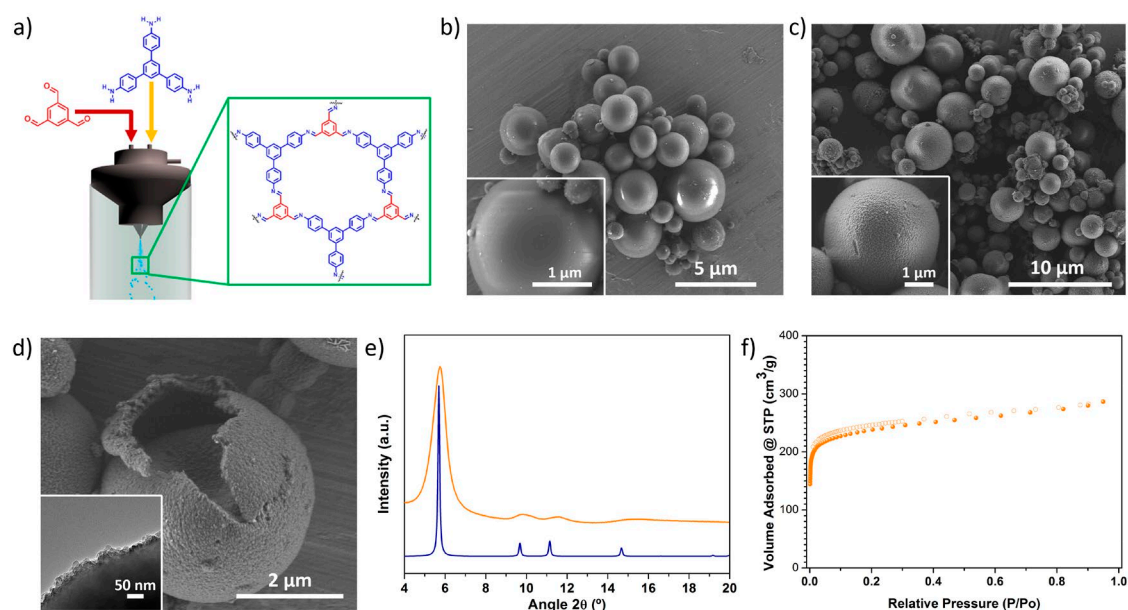 a)
H
N
H
O
O
O
H
N
H
N
H
H
N
N
N
N
N
N
N
N
N
N
N
N
b)
1 µm
5 µm
c)
1 µm
10 µm
d)
50 nm
2 µm
e)
Intensity (a.u.)
4 6 8 10 12 14 16 18 20
Angle 2θ (º)
f)
Volume Adsorbed @ STP (cm³/g)
400
300
200
100
0
0.0 0.2 0.4 0.6 0.8 1.0
Relative Pressure (P/Po)